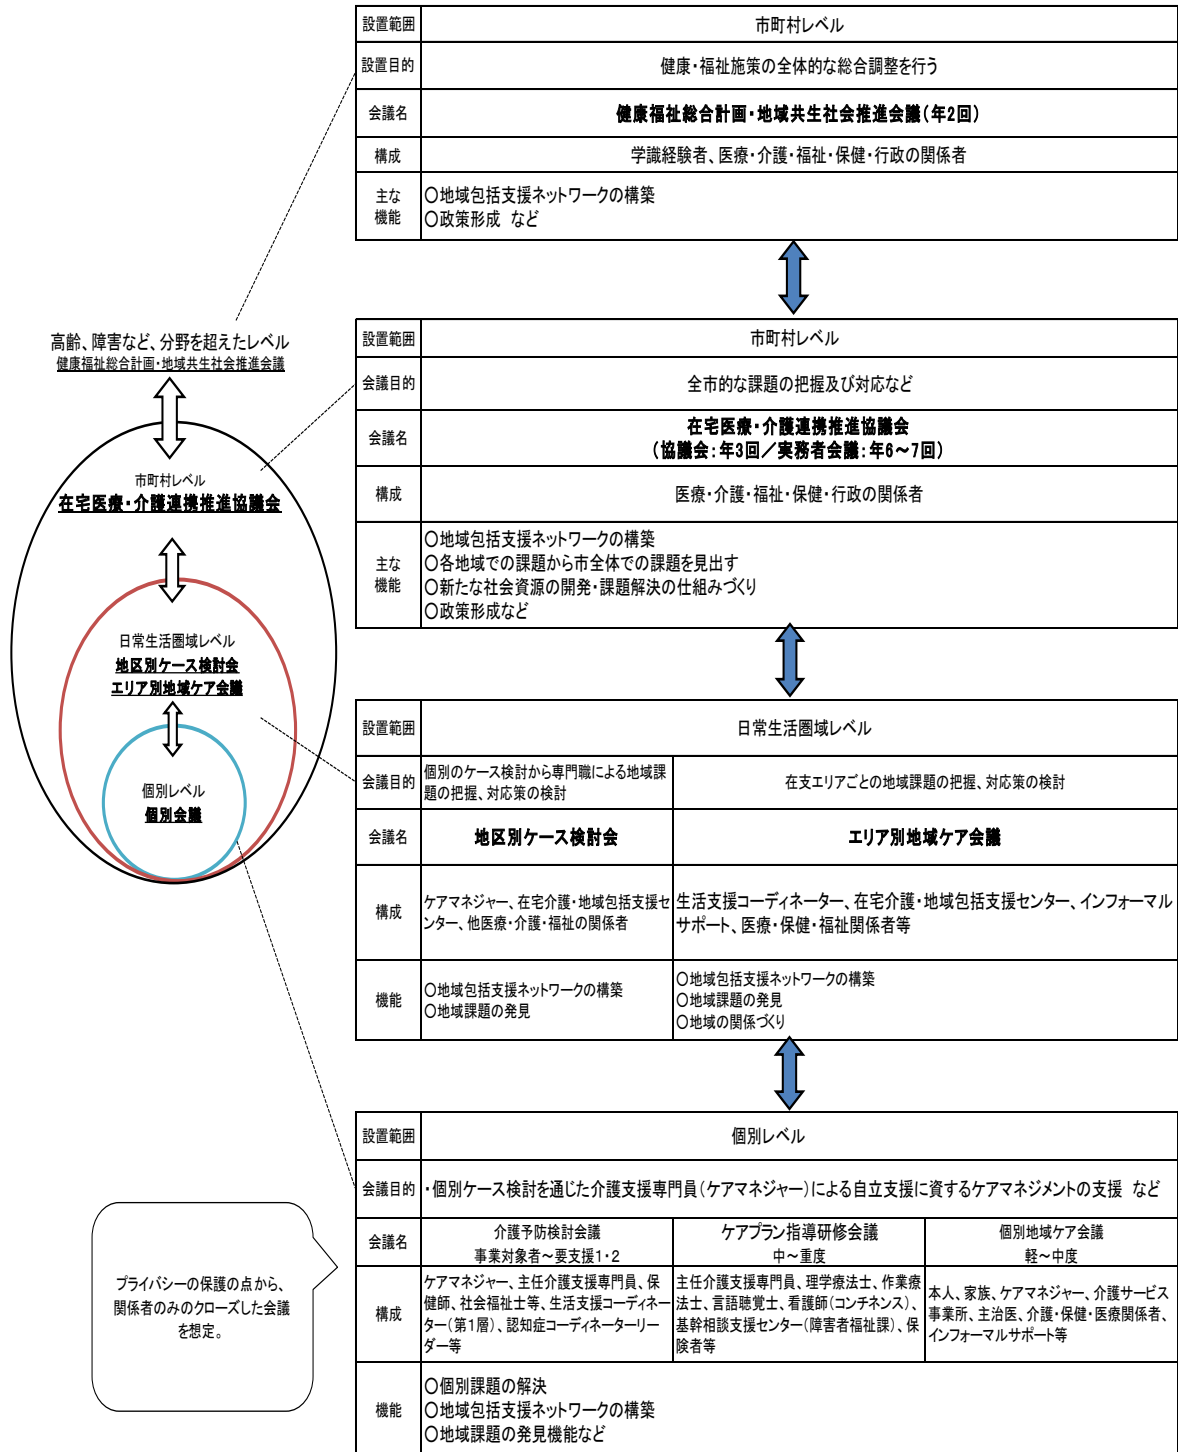 設置範囲 市町村レベル
設置目的 健康・福祉施策の全体的な総合調整を行う
会議名 健康福祉総合計画・地域共生社会推進会議(年2回)
構成 学識経験者、医療・介護・福祉・保健・行政の関係者
主な
機能
〇地域包括支援ネットワークの構築
〇政策形成 など
高齢、障害など、分野を超えたレベル
健康福祉総合計画・地域共生社会推進会議
市町村レベル
在宅医療・介護連携推進協議会
日常生活圏域レベル
地区別ケース検討会
エリア別地域ケア会議
個別レベル
個別会議
設置範囲 市町村レベル
会議目的 全市的な課題の把握及び対応など
会議名
在宅医療・介護連携推進協議会
(協議会:年3回/実務者会議:年6~7回)
構成 医療・介護・福祉・保健・行政の関係者
主な
機能
〇地域包括支援ネットワークの構築
〇各地域での課題から市全体での課題を見出す
〇新たな社会資源の開発・課題解決の仕組みづくり
〇政策形成など
設置範囲 日常生活圏域レベル
会議目的
個別のケース検討から専門職による地域課
題の把握、対応策の検討
在支エリアごとの地域課題の把握、対応策の検討
会議名 地区別ケース検討会 エリア別地域ケア会議
構成
ケアマネジャー、在宅介護・地域包括支援セ
ンター、他医療・介護・福祉の関係者
生活支援コーディネーター、在宅介護・地域包括支援センター、インフォーマル
サポート、医療・保健・福祉関係者等
機能
〇地域包括支援ネットワークの構築
〇地域課題の発見
〇地域包括支援ネットワークの構築
〇地域課題の発見
〇地域の関係づくり
設置範囲 個別レベル
会議目的 ・個別ケース検討を通じた介護支援専門員(ケアマネジャー)による自立支援に資するケアマネジメントの支援 など
会議名
介護予防検討会議
事業対象者~要支援1・2
ケアプラン指導研修会議
中~重度
個別地域ケア会議
軽~中度
構成
ケアマネジャー、主任介護支援専門員、保
健師、社会福祉士等、生活支援コーディネー
ター(第1層)、認知症コーディネーターリー
ダー等
主任介護支援専門員、理学療法士、作業療
法士、言語聴覚士、看護師(コンチネンス)、
基幹相談支援センター(障害者福祉課)、保
険者等
本人、家族、ケアマネジャー、介護サービス
事業所、主治医、介護・保健・医療関係者、
インフォーマルサポート等
機能
〇個別課題の解決
〇地域包括支援ネットワークの構築
〇地域課題の発見機能など
プライバシーの保護の点から、
関係者のみのクローズした会議
を想定。